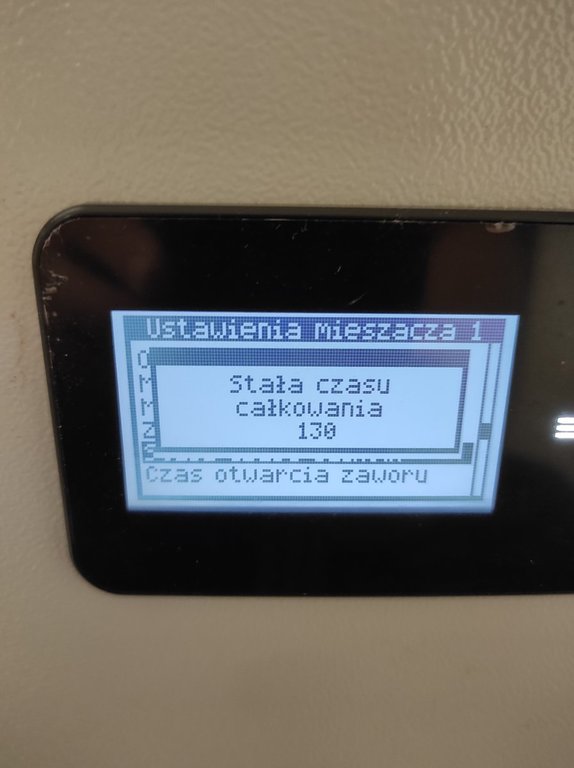 Ustawienia mieszacza 1
Stała czasu
całkowania
130
Czas otwarcia zaworu